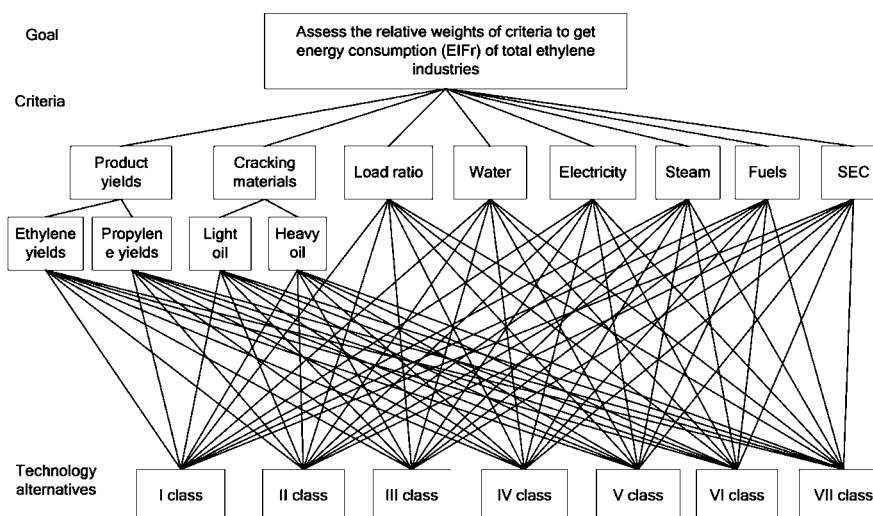 Goal
Assess the relative weights of criteria to get
energy consumption (EIFr) of total ethylene
industries
Criteria
Product
yields
Cracking
materials
Load ratio
Water
Electricity
Steam
Fuels
SEC
Ethylene
yields
Propylen
e yields
Light
oil
Heavy
oil
Technology
alternatives
I class
II class
III class
IV class
V class
VI class
VII class